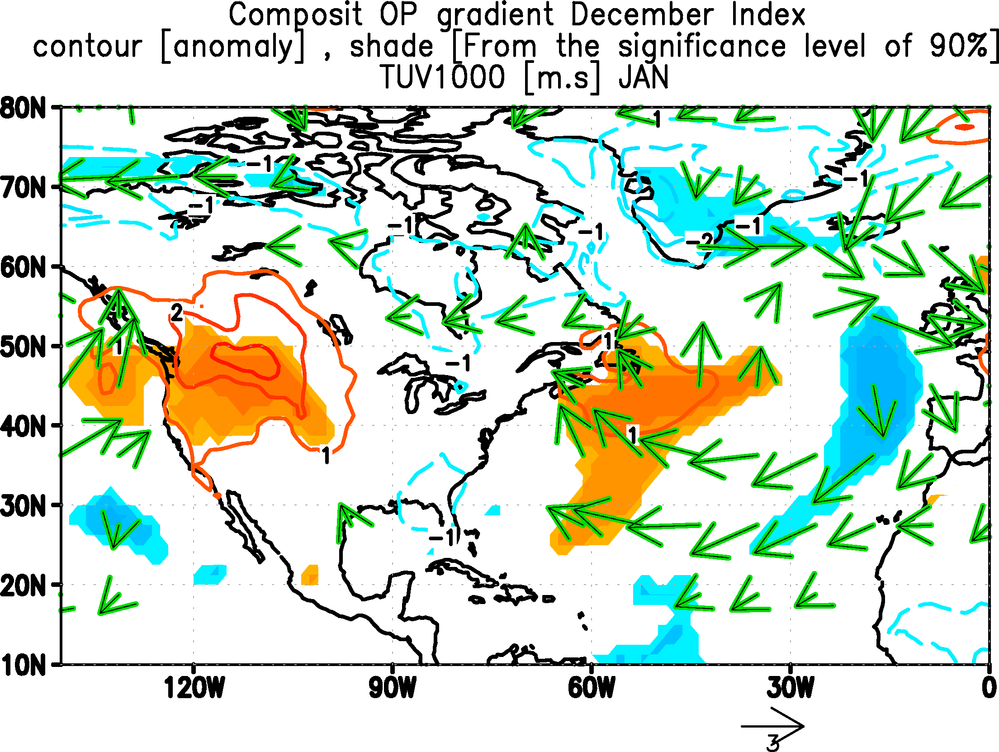 Composit OP gradient December Index
contour [anomaly] , shade [From the significance level of 90%]
TUV1000 [m.s] JAN
80N
1
-1
70N
-1
-1
-1
-1
-1
-2
60N
2
1
1
50N
-1
40N
1
1
30N
-1
20N
10N
120W
90W
60W
30W
0
3